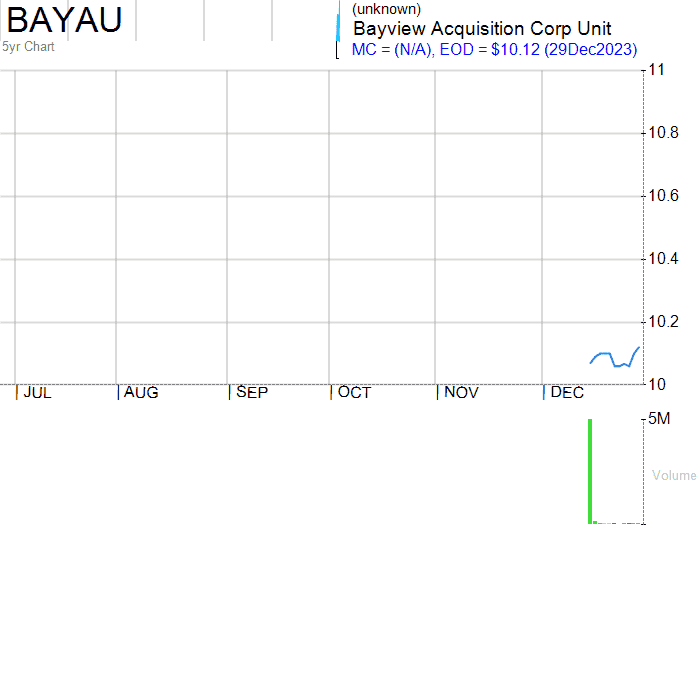 BAYAU
5yr Chart
(unknown)
Bayview Acquisition Corp Unit
MC = (N/A), EOD = $10.12 (29Dec2023)
11
10.8
10.6
10.4
10.2
10
JUL AUG SEP OCT NOV DEC
5M
Volume